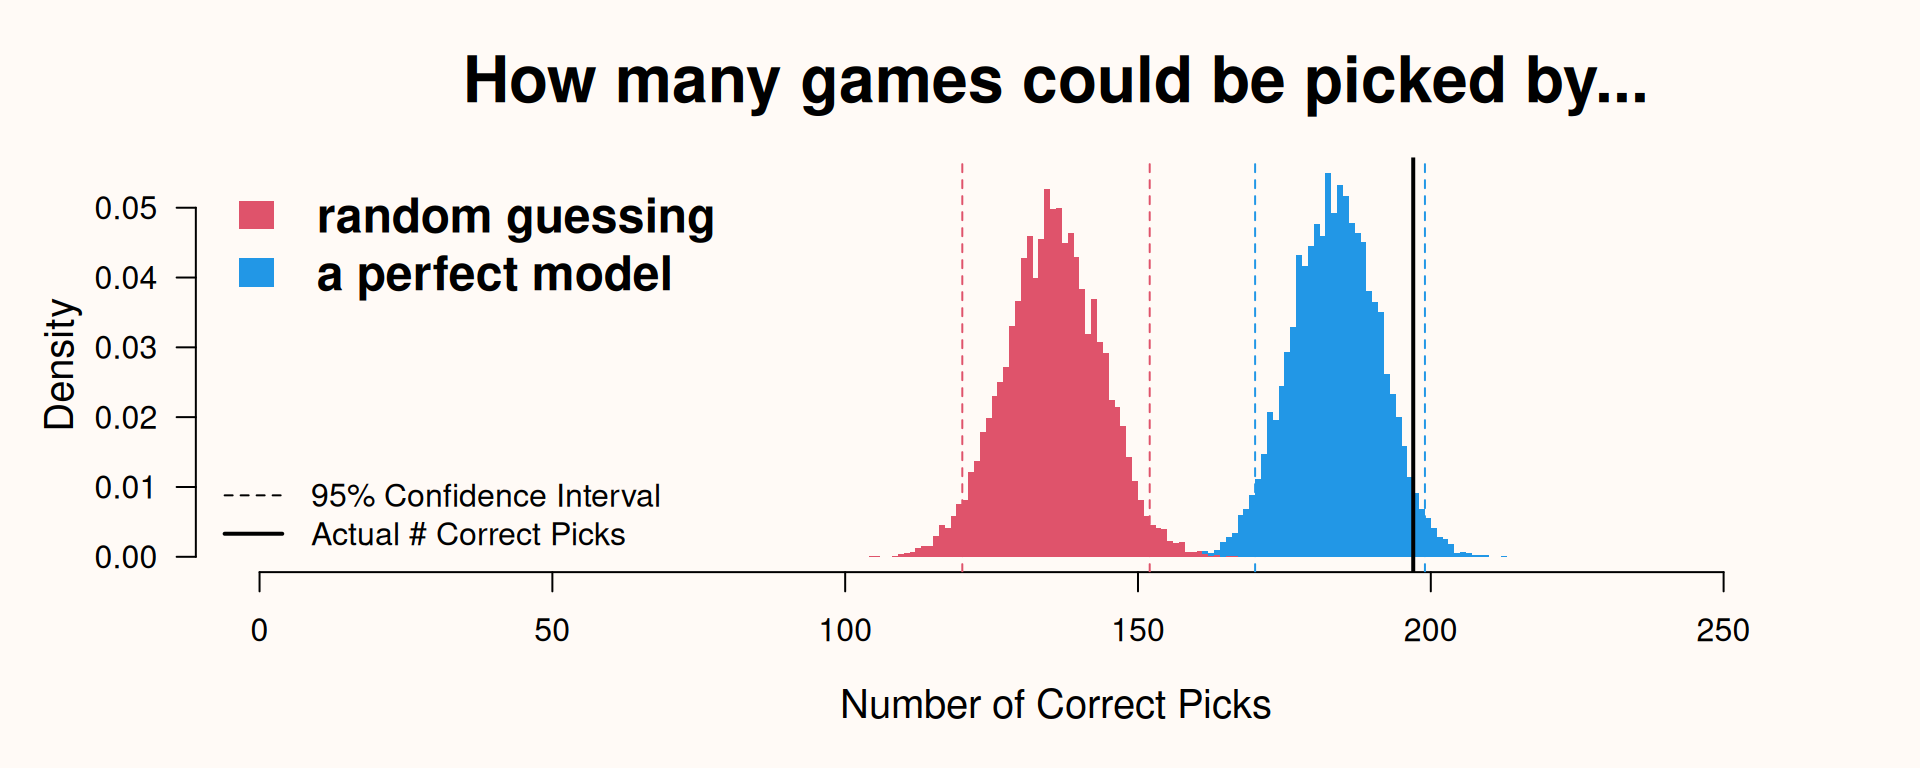 How many games could be picked by...
random guessing
a perfect model
Density
0.05
0.04
0.03
0.02
0.01
0.00
95% Confidence Interval
Actual # Correct Picks
0 50 100 150 200 250
Number of Correct Picks